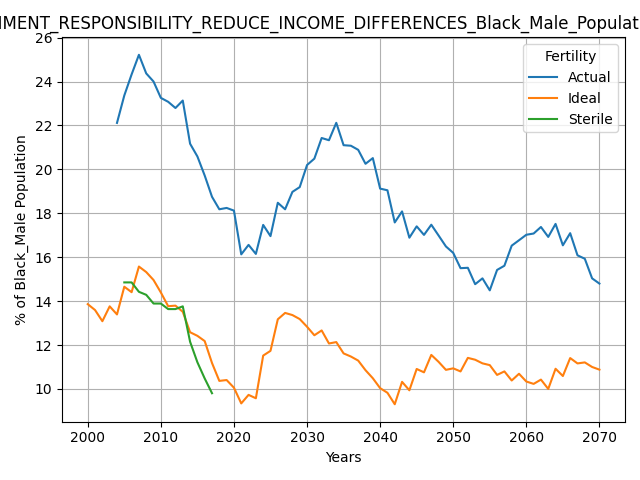 NMENT_RESPONSIBILITY_REDUCE_INCOME_DIFFERENCES_Black_Male_Populat
26
24
22
20
18
16
14
12
10
% of Black_Male Population
Fertility
Actual
Ideal
Sterile
2000 2010 2020 2030 2040 2050 2060 2070
Years